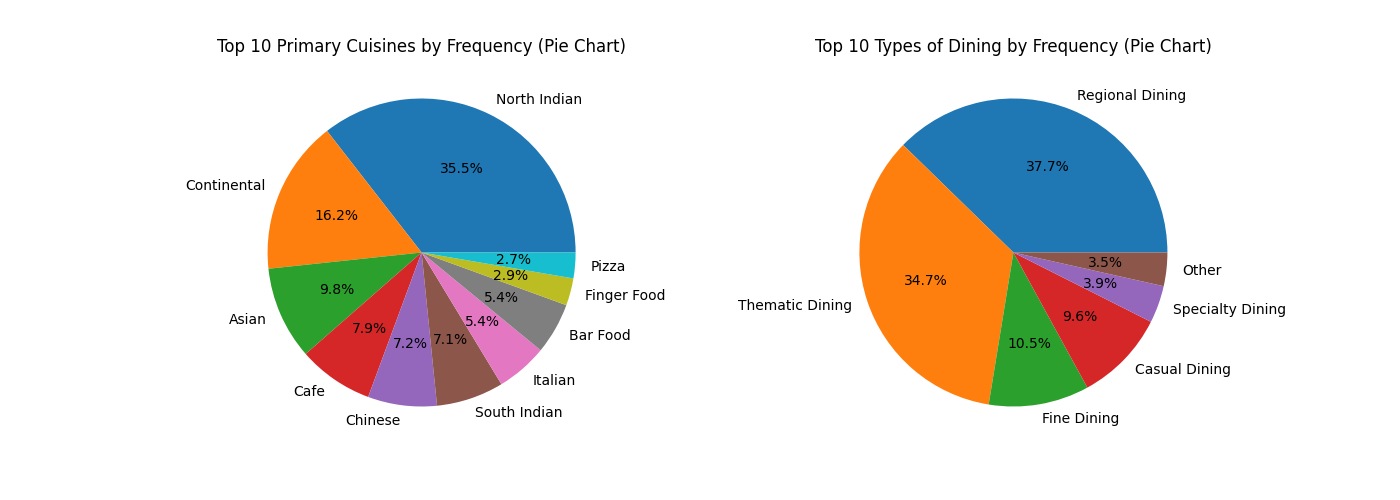 Top 10 Primary Cuisines by Frequency (Pie Chart)
North Indian
35.5%
Continental
16.2%
Asian
9.8%
Cafe
7.9%
Chinese
7.2%
South Indian
7.1%
Italian
5.4%
Bar Food
5.4%
Finger Food
2.9%
Pizza
2.7%
Top 10 Types of Dining by Frequency (Pie Chart)
Regional Dining
37.7%
Thematic Dining
34.7%
Fine Dining
10.5%
Casual Dining
9.6%
Specialty Dining
3.9%
Other
3.5%